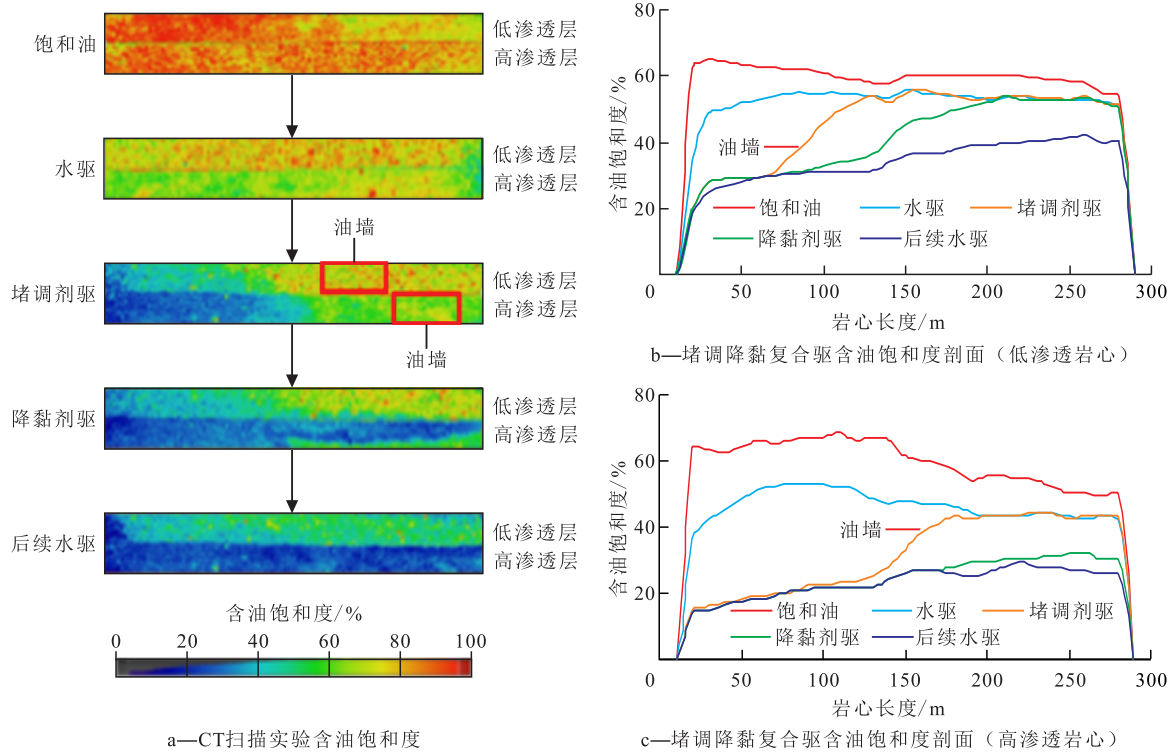 饱和油
低渗透层
高渗透层
水驱
低渗透层
高渗透层
油墙
堵调剂驱
低渗透层
高渗透层
油墙
降黏剂驱
低渗透层
高渗透层
后续水驱
低渗透层
高渗透层
含油饱和度/%
0 20 40 60 80 100
a—CT扫描实验含油饱和度
80
60
40
20
含油饱和度/%
油墙
饱和油 水驱 堵调剂驱
降黏剂驱 后续水驱
0 50 100 150 200 250 300
岩心长度/m
b—堵调降黏复合驱含油饱和度剖面（低渗透岩心）
80
60
40
20
含油饱和度/%
油墙
饱和油 水驱 堵调剂驱
降黏剂驱 后续水驱
0 50 100 150 200 250 300
岩心长度/m
c—堵调降黏复合驱含油饱和度剖面（高渗透岩心）